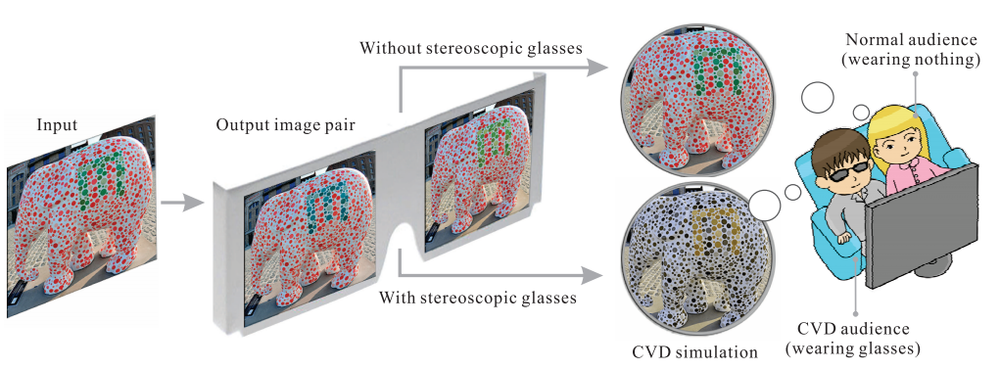 Without stereoscopic glasses
Normal audience
(wearing nothing)
Input
Output image pair
With stereoscopic glasses
CVD simulation
CVD audience
(wearing glasses)